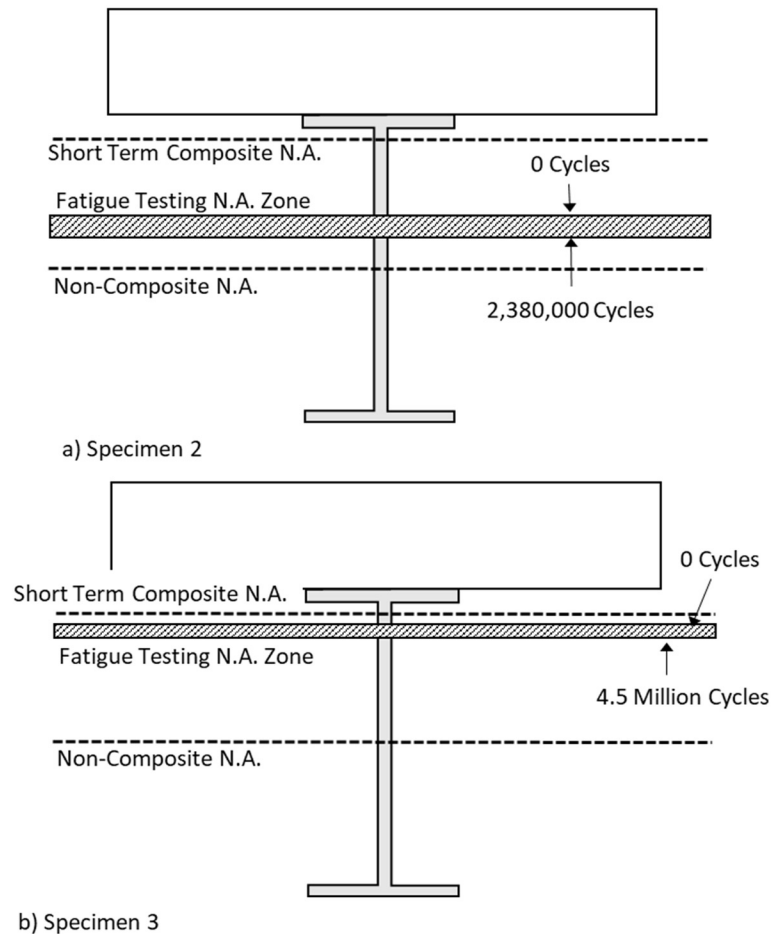 Short Term Composite N.A.
0 Cycles
Fatigue Testing N.A. Zone
Non-Composite N.A.
2,380,000 Cycles
a) Specimen 2
0 Cycles
Short Term Composite N.A.
Fatigue Testing N.A. Zone
4.5 Million Cycles
Non-Composite N.A.
b) Specimen 3